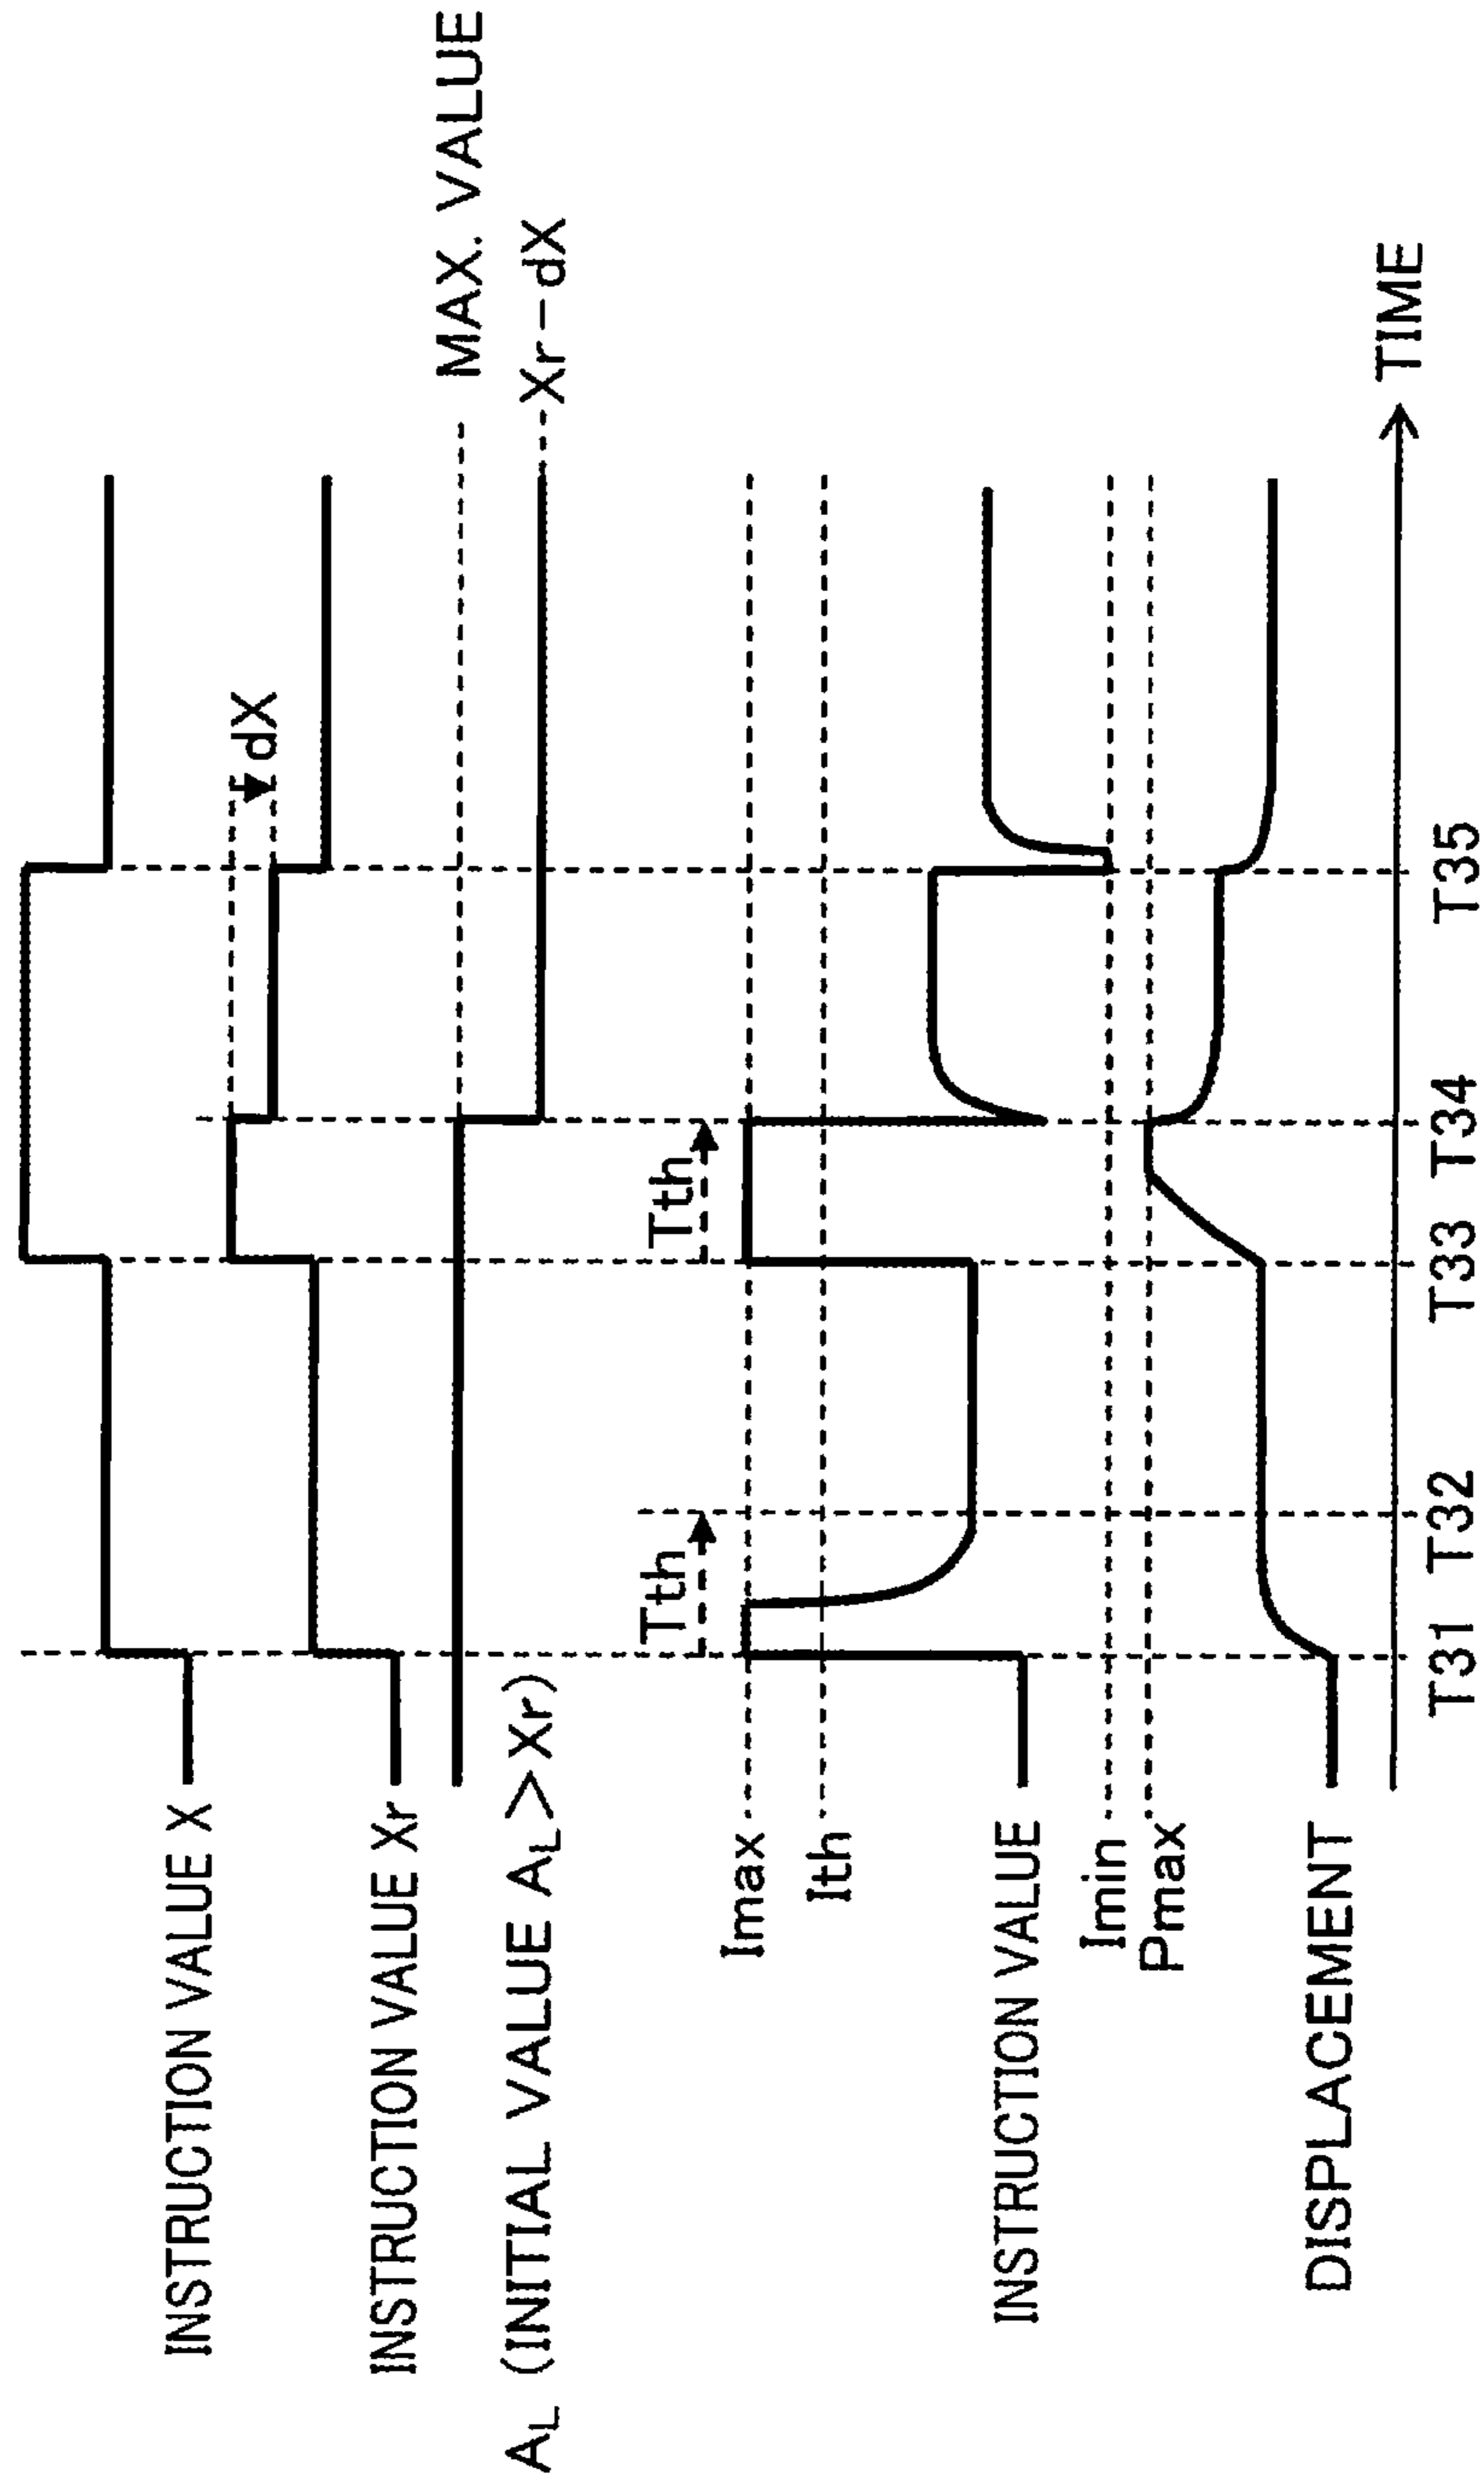 INSTRUCTION VALUE X
dX
INSTRUCTION VALUE Xr
MAX. VALUE
AL (INITIAL VALUE AL>Xr)
Xr-dX
Tth
Tth
Imax
Ith
INSTRUCTION VALUE
Imin
Pmax
DISPLACEMENT
TIME
T31 T32 T33 T34 T35